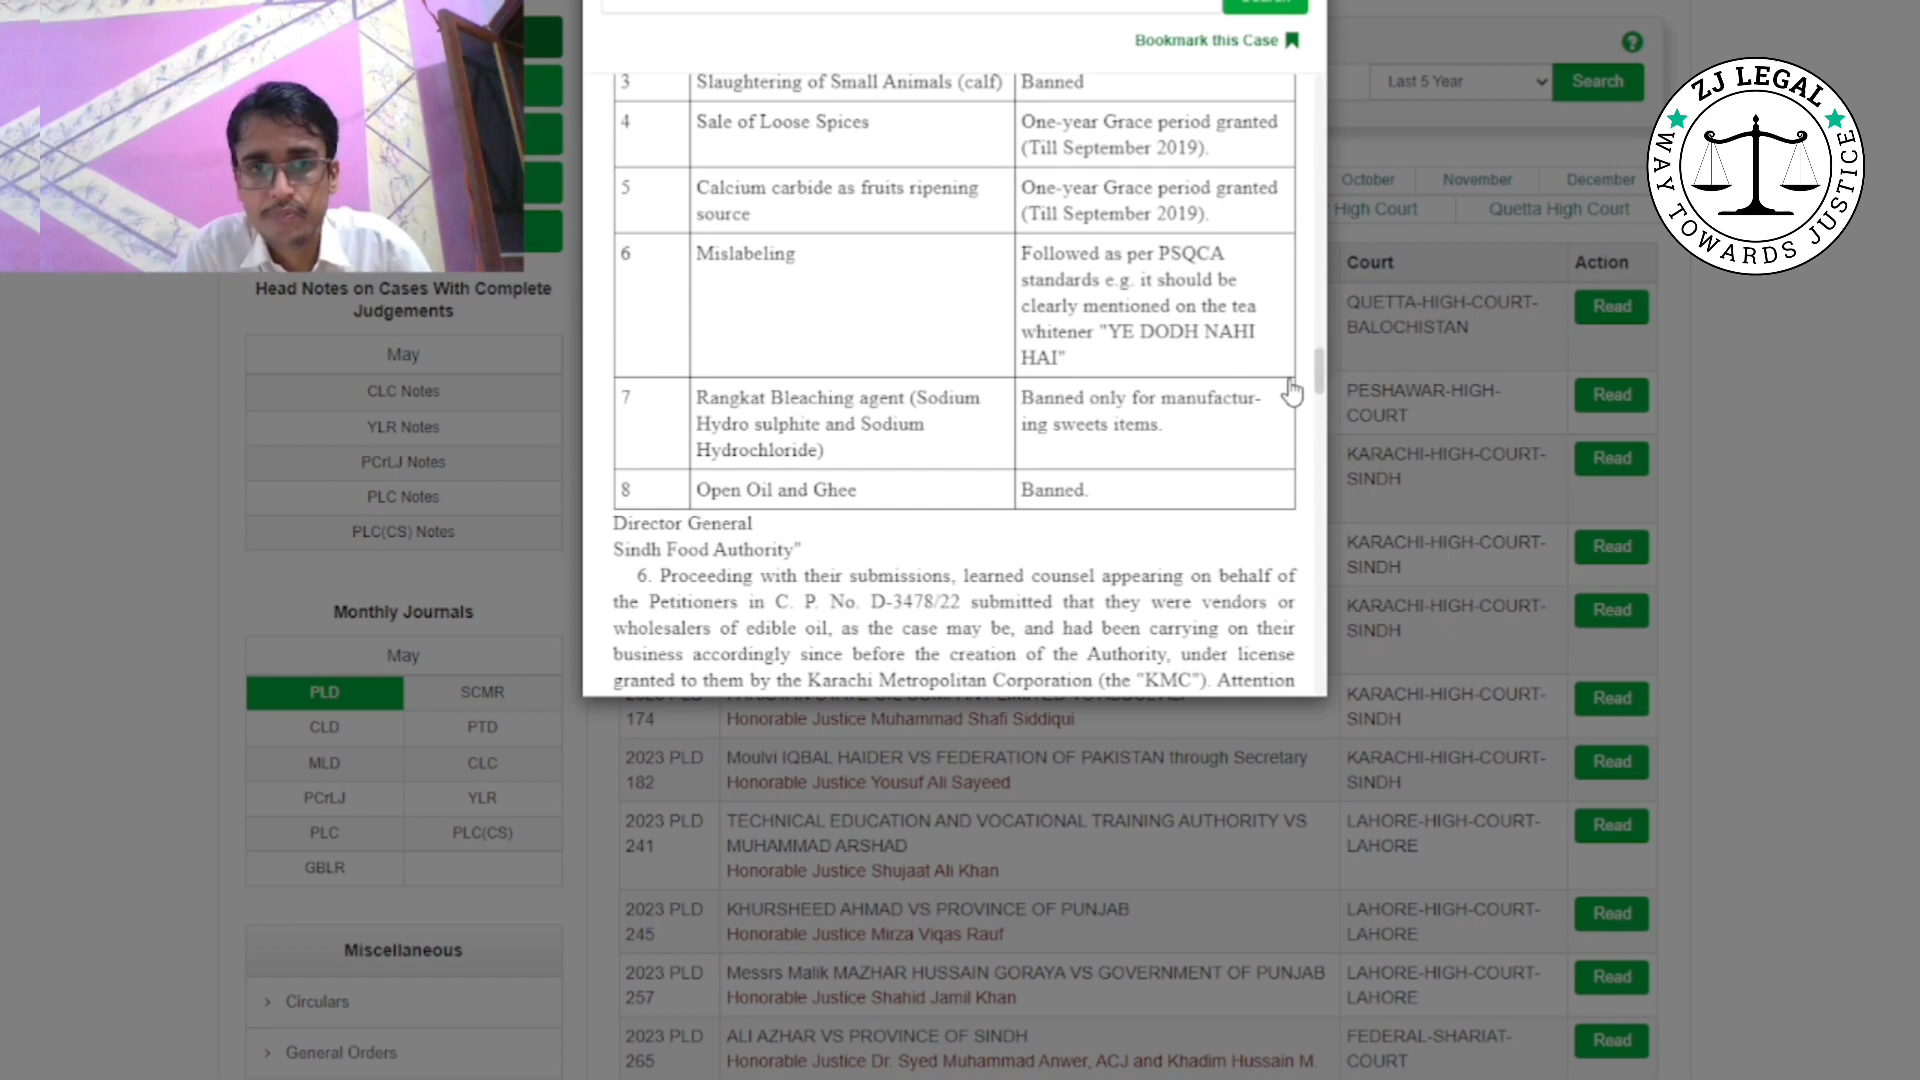 Search
Bookmark this Case
3 Slaughtering of Small Animals (calf) Banned
4 Sale of Loose Spices One-year Grace period granted
(Till September 2019).
5 Calcium carbide as fruits ripening One-year Grace period granted
source (Till September 2019).
6 Mislabeling Followed as per PSQCA
standards e.g. it should be
clearly mentioned on the tea
whitener "YE DODH NAHI
HAI"
7 Rangkat Bleaching agent (Sodium Banned only for manufactur-
Hydro sulphite and Sodium ing sweets items.
Hydrochloride)
8 Open Oil and Ghee Banned.
Director General
Sindh Food Authority"
6. Proceeding with their submissions, learned counsel appearing on behalf of
the Petitioners in C. P. No. D-3478/22 submitted that they were vendors or
wholesalers of edible oil, as the case may be, and had been carrying on their
business accordingly since before the creation of the Authority, under license
granted to them by the Karachi Metropolitan Corporation (the "KMC"). Attention
Last 5 Year Search
October November December
High Court Quetta High Court
ZJ LEGAL
WAY TOWARDS JUSTICE
Head Notes on Cases With Complete
Judgements
May
CLC Notes
YLR Notes
PCrLJ Notes
PLC Notes
PLC(CS) Notes
Monthly Journals
May
PLD SCMR
CLD PTD
MLD CLC
PCrLJ YLR
PLC PLC(CS)
GBLR
Miscellaneous
Circulars
General Orders
Court Action
QUETTA-HIGH-COURT- Read
BALOCHISTAN
PESHAWAR-HIGH- Read
COURT
KARACHI-HIGH-COURT- Read
SINDH
KARACHI-HIGH-COURT- Read
SINDH
KARACHI-HIGH-COURT- Read
SINDH
KARACHI-HIGH-COURT- Read
174 Honorable Justice Muhammad Shafi Siddiqui SINDH
2023 PLD Moulvi IQBAL HAIDER VS FEDERATION OF PAKISTAN through Secretary KARACHI-HIGH-COURT- Read
182 Honorable Justice Yousuf Ali Sayeed SINDH
2023 PLD TECHNICAL EDUCATION AND VOCATIONAL TRAINING AUTHORITY VS LAHORE-HIGH-COURT- Read
241 MUHAMMAD ARSHAD LAHORE
Honorable Justice Shujaat Ali Khan
2023 PLD KHURSHEED AHMAD VS PROVINCE OF PUNJAB LAHORE-HIGH-COURT- Read
245 Honorable Justice Mirza Viqas Rauf LAHORE
2023 PLD Messrs Malik MAZHAR HUSSAIN GORAYA VS GOVERNMENT OF PUNJAB LAHORE-HIGH-COURT- Read
257 Honorable Justice Shahid Jamil Khan LAHORE
2023 PLD ALI AZHAR VS PROVINCE OF SINDH FEDERAL-SHARIAT- Read
265 Honorable Justice Dr. Syed Muhammad Anwer, ACJ and Khadim Hussain M. COURT